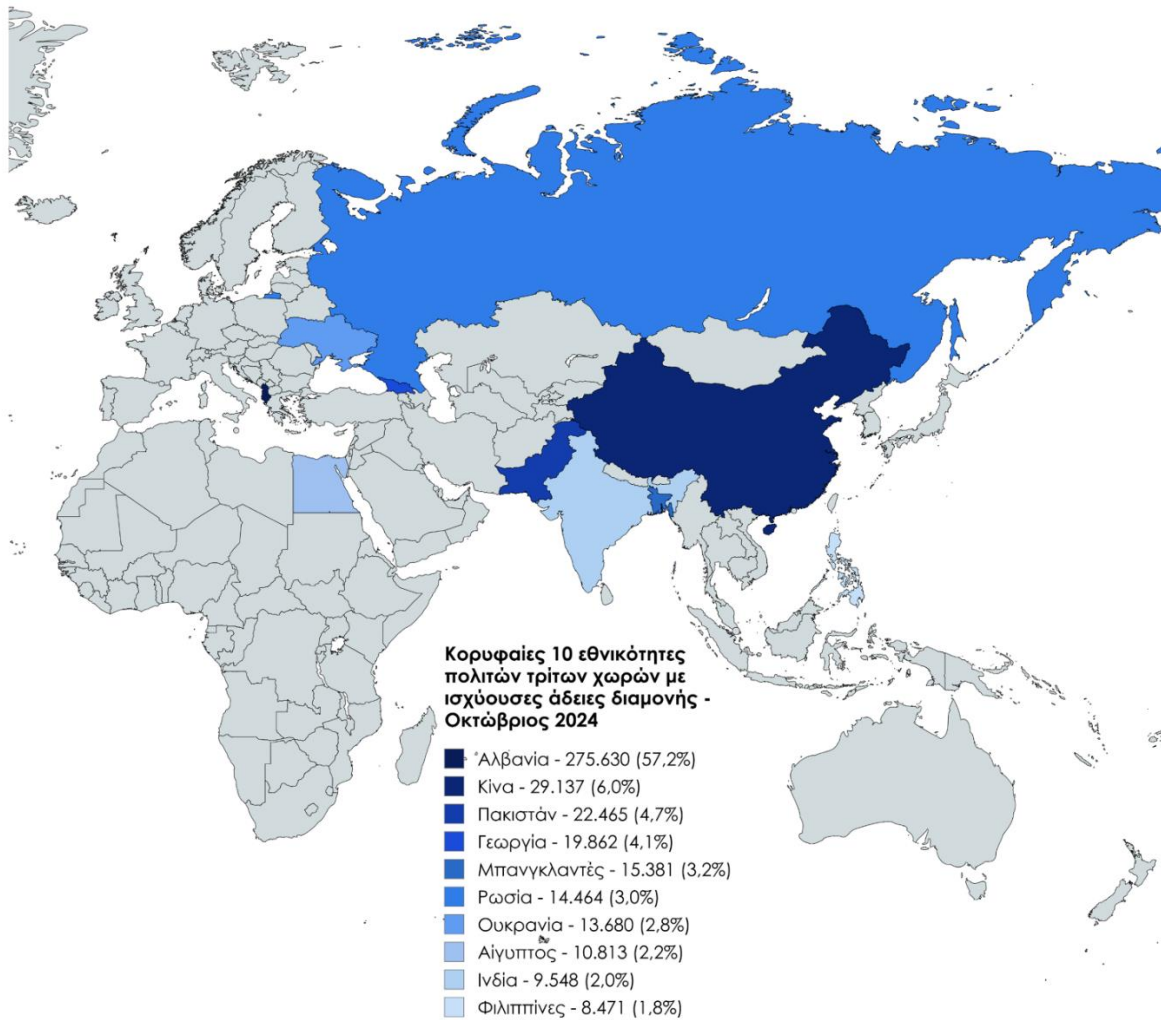 Κορυφαίες 10 εθνικότητες
πολιτών τρίτων χωρών με
ισχύουσες άδειες διαμονής -
Οκτώβριος 2024
Αλβανία - 275.630 (57,2%)
Κίνα - 29.137 (6,0%)
Πακιστάν - 22.465 (4,7%)
Γεωργία - 19.862 (4,1%)
Μπανγκλαντές - 15.381 (3,2%)
Ρωσία - 14.464 (3,0%)
Ουκρανία - 13.680 (2,8%)
Αίγυπτος - 10.813 (2,2%)
Ινδία - 9.548 (2,0%)
Φιλιππίνες - 8.471 (1,8%)